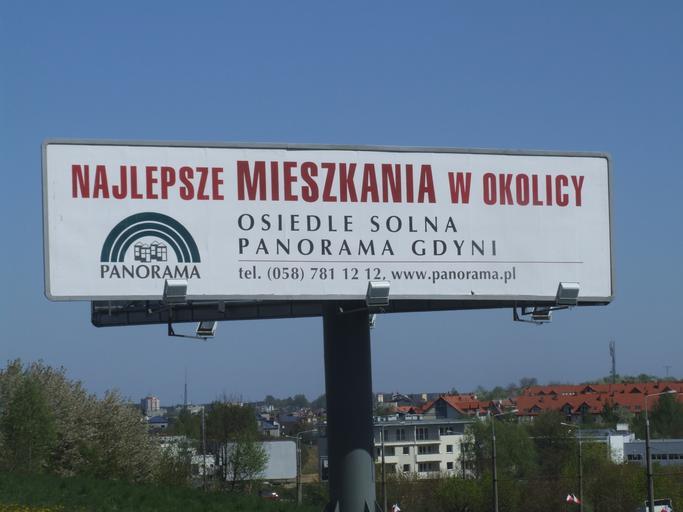 NAJLEPSZE MIESZKANIA W OKOLICY
OSIEDLE SOLNA
PANORAMA GDYNI
PANORAMA
tel. (058) 781 12 12, www.panorama.pl